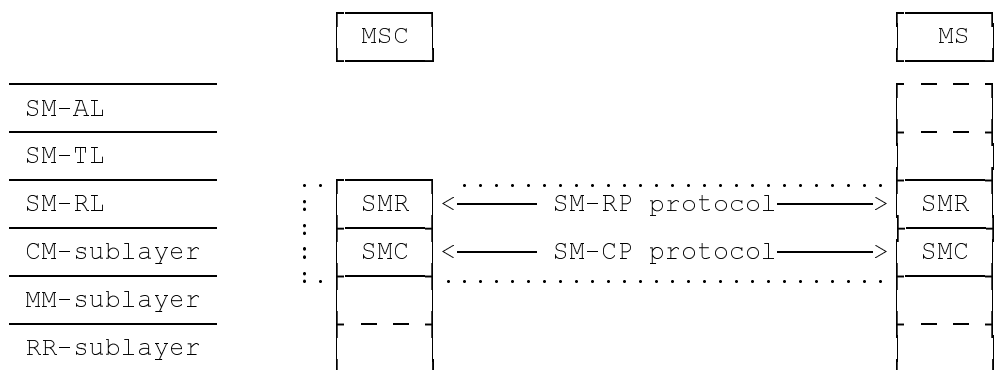 MSC MS
SM-AL
SM-TL
SM-RL SMR <—— SM-RP protocol ——> SMR
CM-sublayer SMC <—— SM-CP protocol ——> SMC
MM-sublayer
RR-sublayer